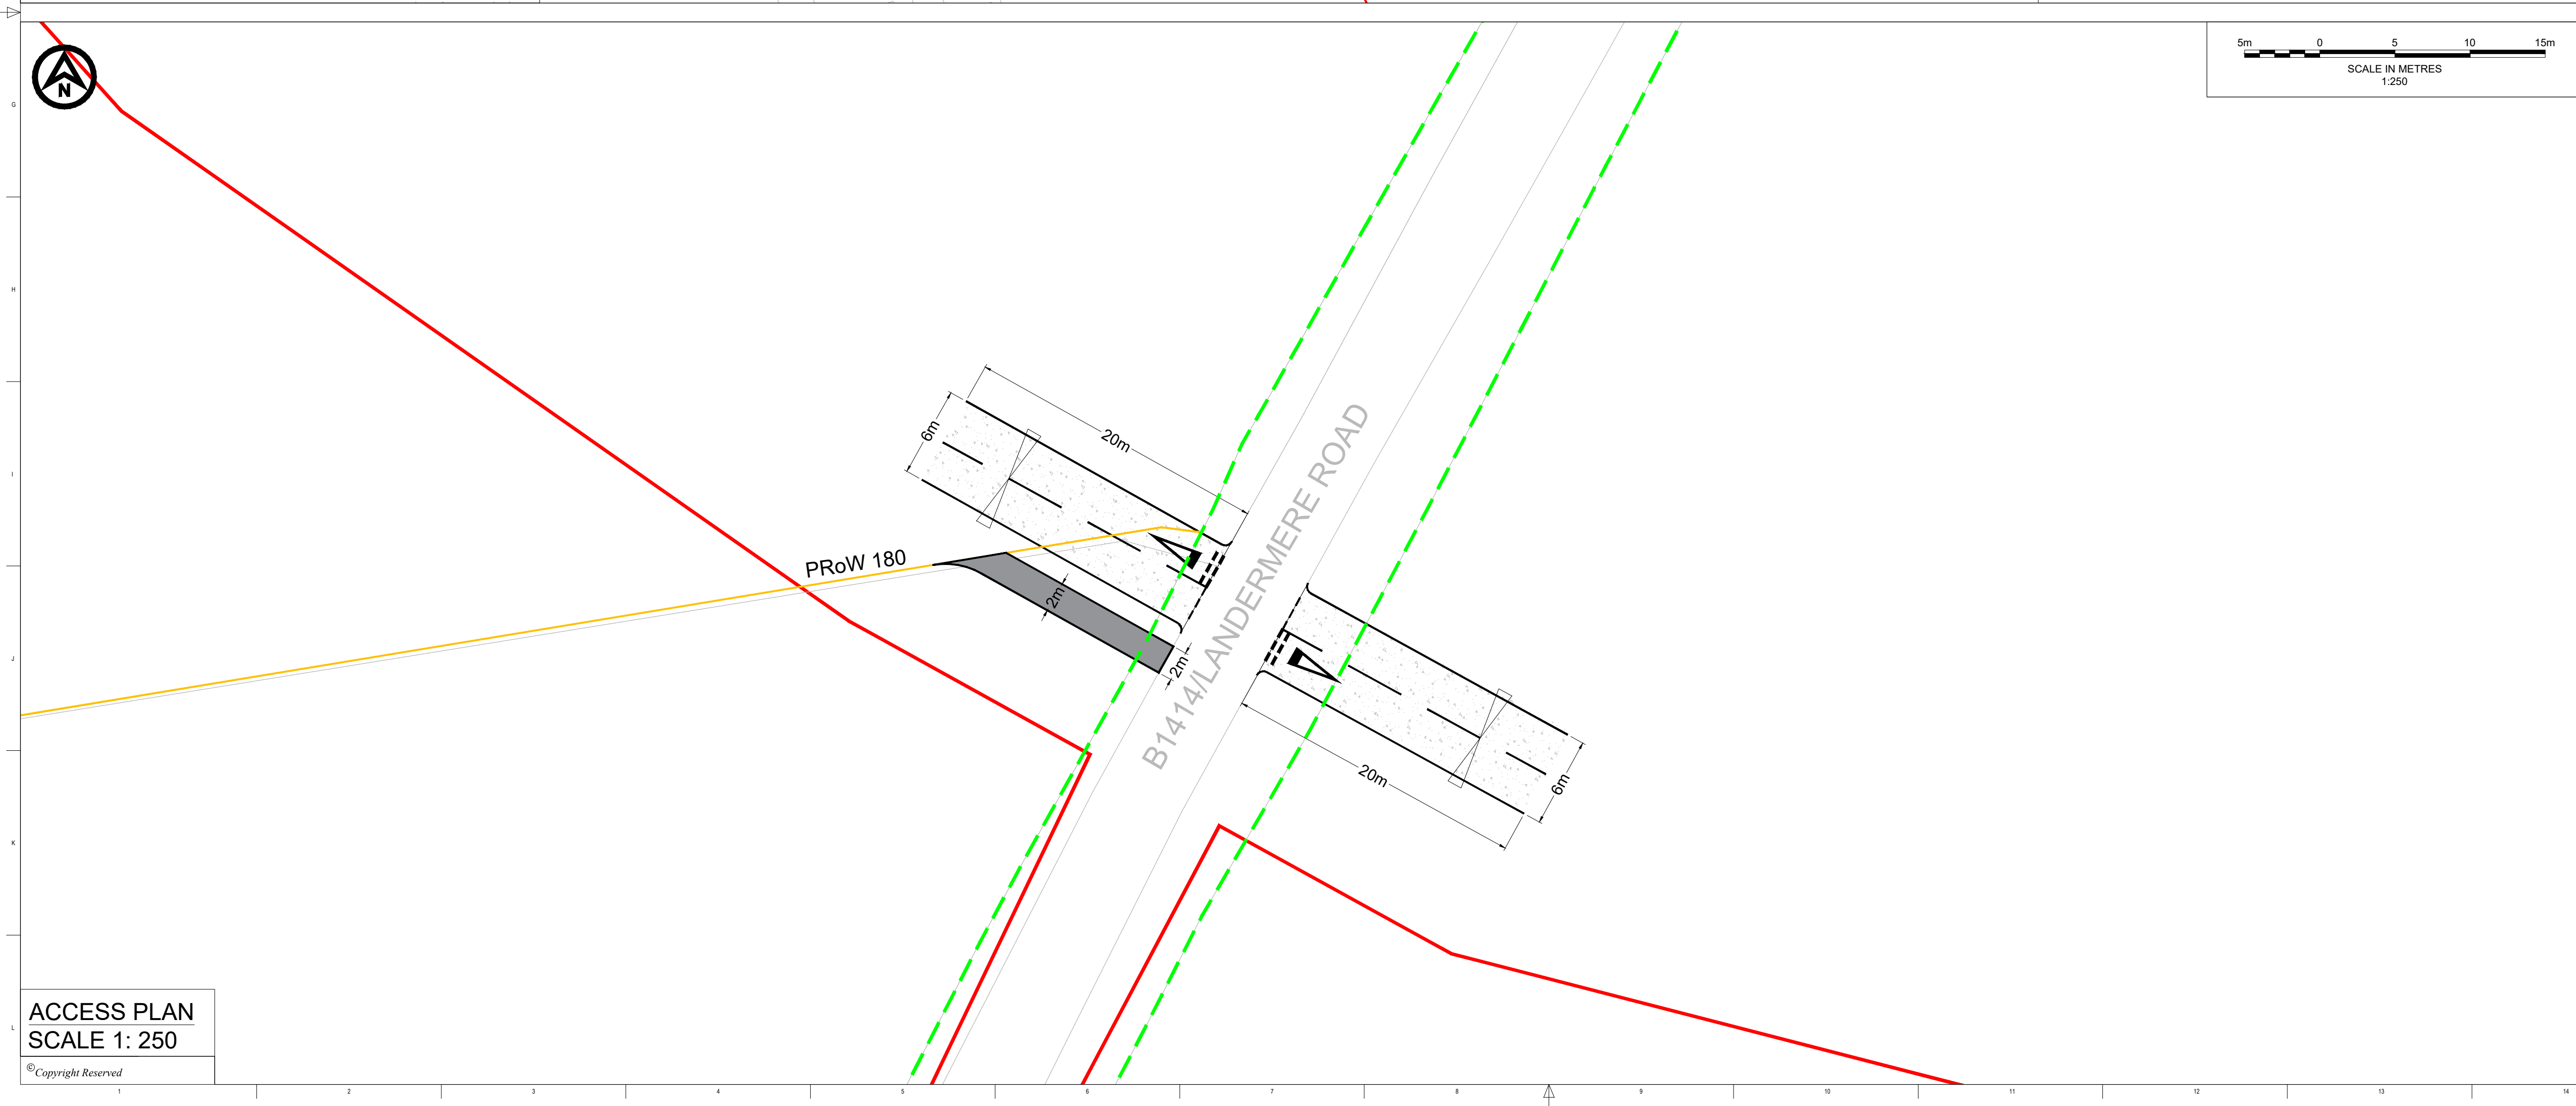 5m 0 5 10 15m
SCALE IN METRES
1:250
N
G
H
I
J
K
L
20m
6m
PRoW 180
2m
2m
B1414/LANDERMERE ROAD
20m
6m
ACCESS PLAN
SCALE 1: 250
©Copyright Reserved
1 2 3 4 5 6 7 8 9 10 11 12 13 14